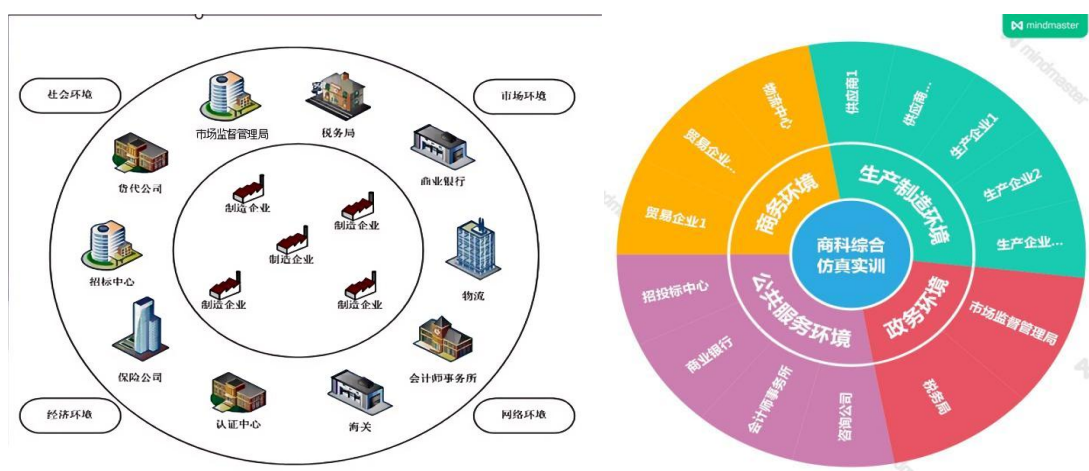 社会环境
市场环境
市场监督管理局
税务局
货代公司
商业银行
制造企业
制造企业
制造企业
招标中心
物流
制造企业
制造企业
保险公司
会计师事务所
认证中心
海关
经济环境
网络环境
mindmaster
mindmaster
商科综合
仿真实训
商务环境
贸易企业1
贸易企业...
物流中心
生产制造环境
供应商1
供应商...
生产企业1
生产企业2
生产企业...
政务环境
市场监督管理局
税务局
公共服务环境
招投标中心
商业银行
会计师事务所
咨询公司